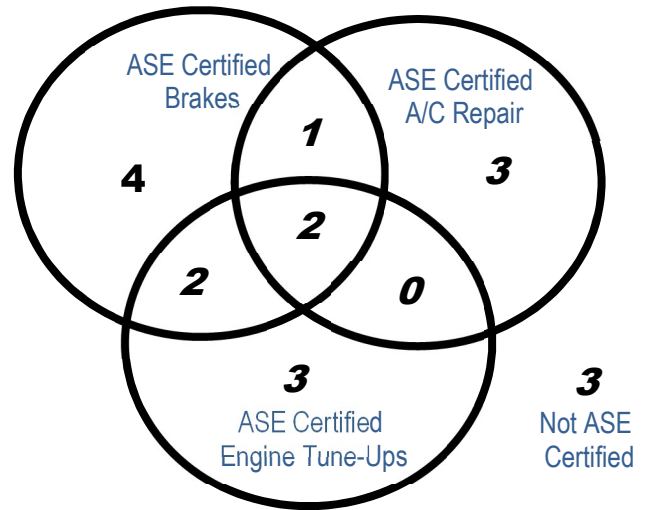 ASE Certified
Brakes
ASE Certified
A/C Repair
1
4
3
2
2
0
3
ASE Certified
Engine Tune-Ups
3
Not ASE
Certified